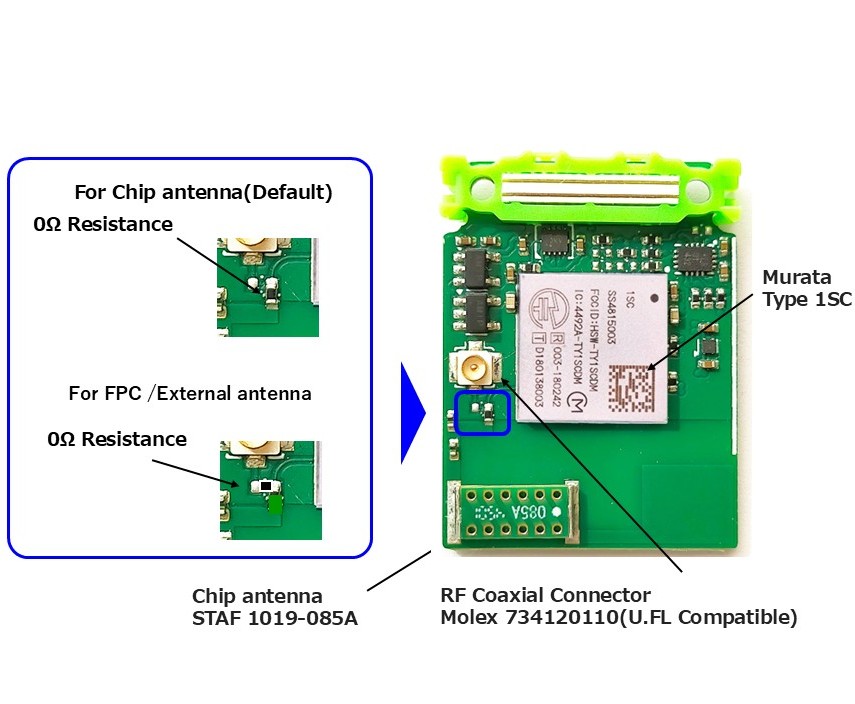 For Chip antenna(Default)
0Ω Resistance
For FPC /External antenna
0Ω Resistance
Murata
Type 1SC
1SC
SS4815003
FCCID:HSW-TY1SCDM
IC:4492A-TY1SCDM
R 003-180242
T D180138003
085A
Chip antenna
STAF 1019-085A
RF Coaxial Connector
Molex 734120110(U.FL Compatible)